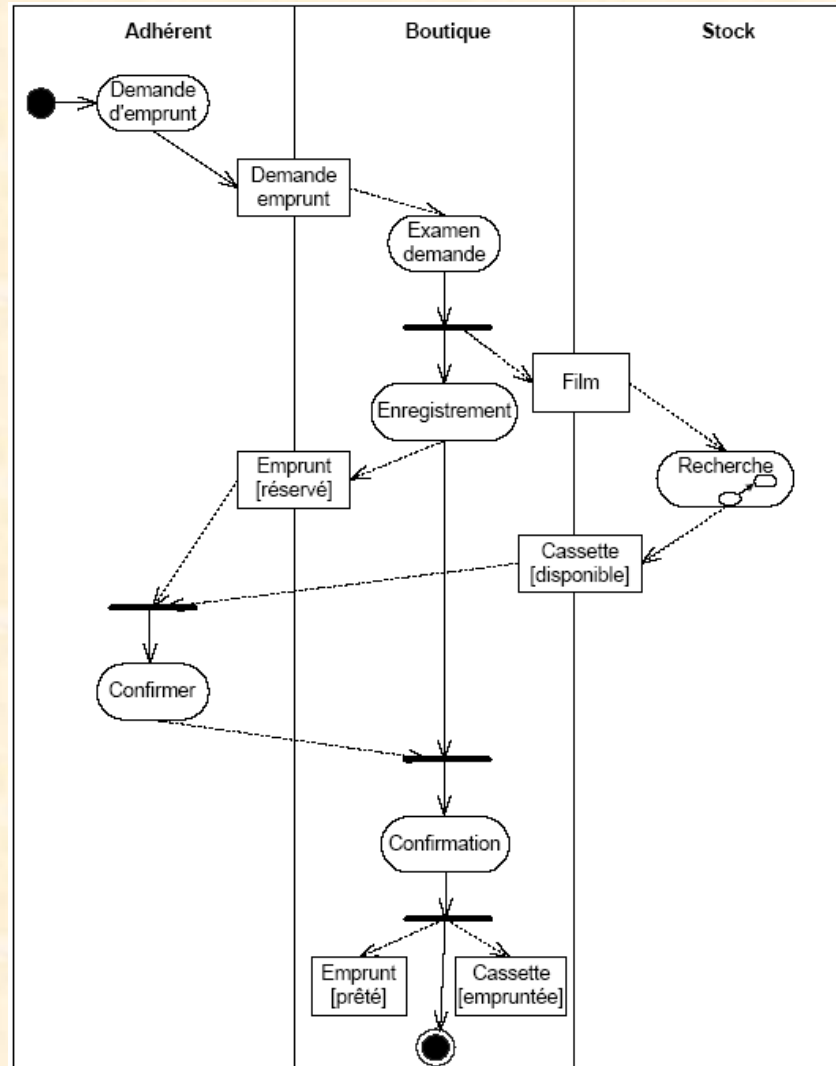 Adhérent
Boutique
Stock
Demande
d'emprunt
Demande
emprunt
Examen
demande
Film
Enregistrement
Emprunt
[réservé]
Recherche
Cassette
[disponible]
Confirmer
Confirmation
Emprunt
[prêté]
Cassette
[empruntée]